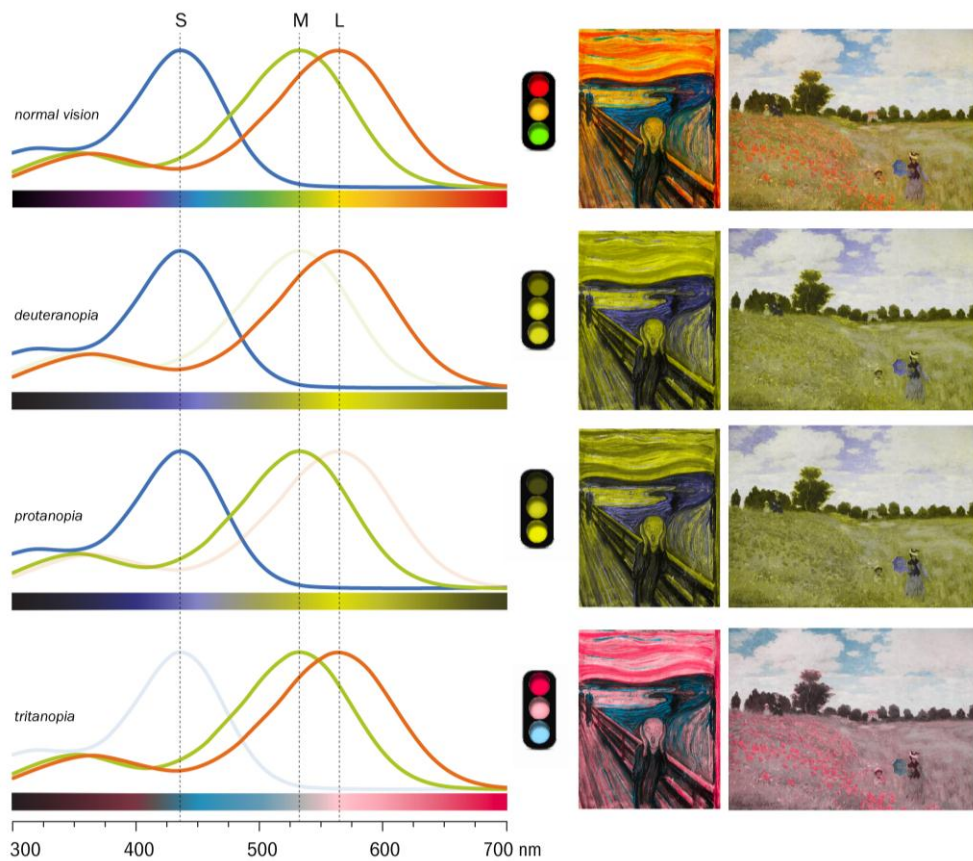 S M L
normal vision
deuteranopia
protanopia
tritanopia
300 400 500 600 700 nm